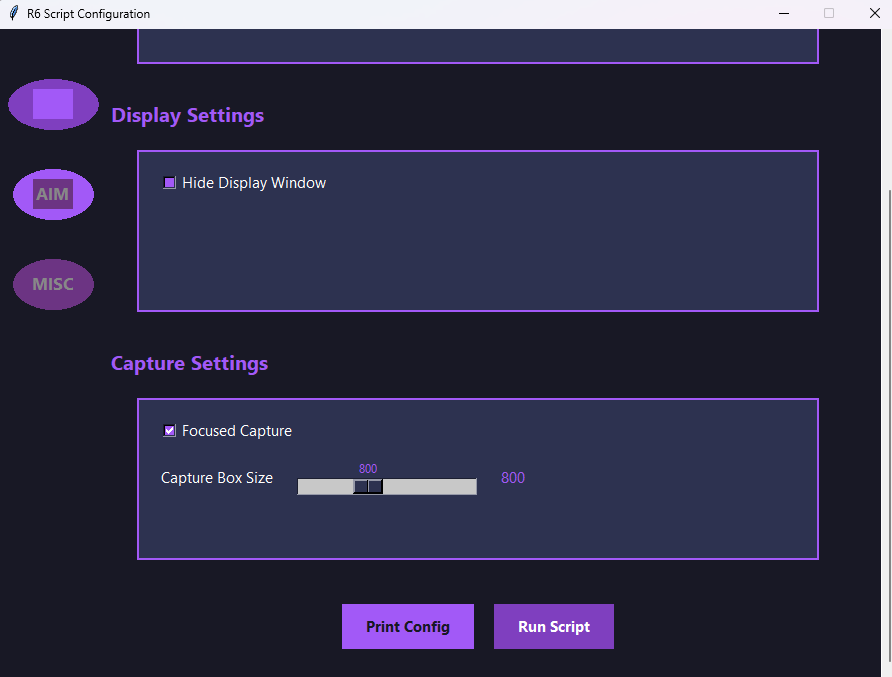 R6 Script Configuration
Display Settings
Hide Display Window
AIM
MISC
Capture Settings
Focused Capture
800
Capture Box Size
800
Print Config
Run Script